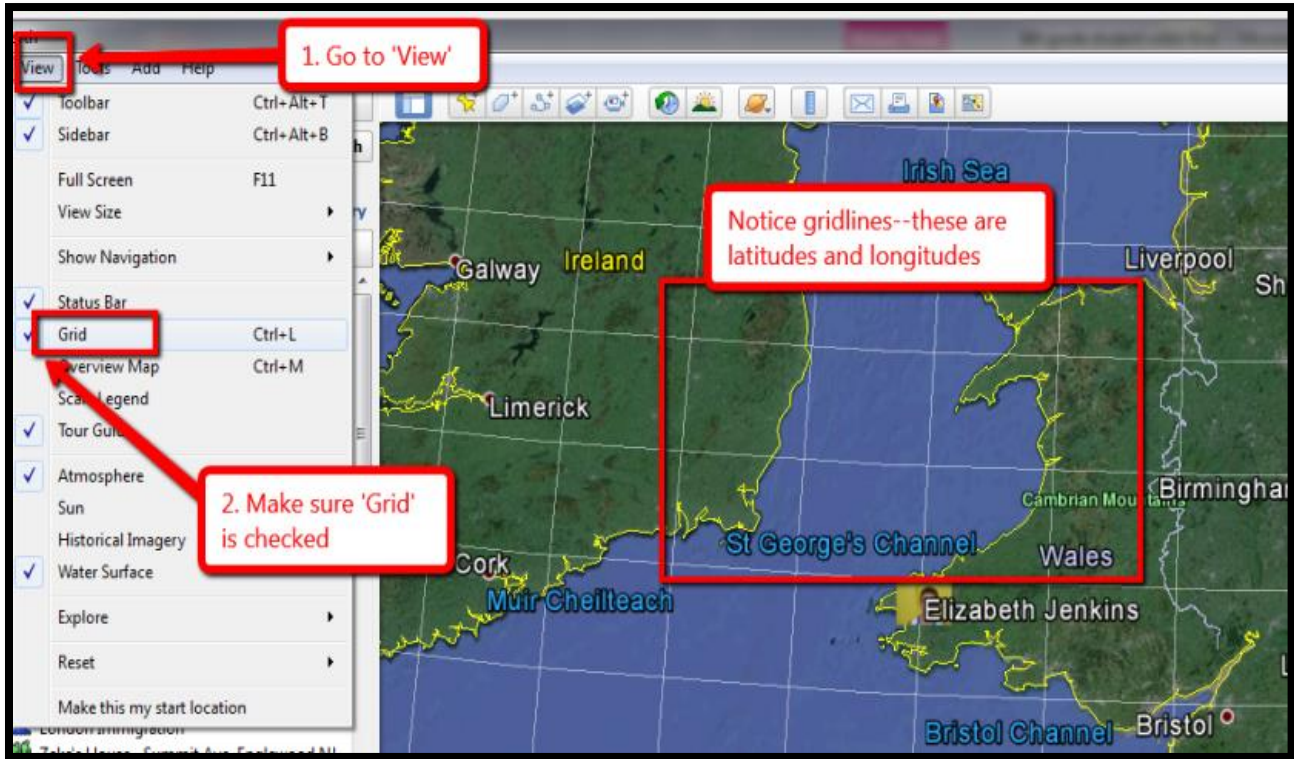 1. Go to 'View'
View Tools Add Help
Toolbar Ctrl+Alt+T
Sidebar Ctrl+Alt+B
Full Screen F11
View Size
Show Navigation
Status Bar
Grid Ctrl+L
Overview Map Ctrl+M
Scale Legend
Tour Guide
Atmosphere
Sun
Historical Imagery
Water Surface
Explore
Reset
Make this my start location
London Immigration
2. Make sure 'Grid'
is checked
Irish Sea
Notice gridlines--these are
latitudes and longitudes
Galway Ireland
Liverpool
Sh
Limerick
Cambrian Mountains
Birminghar
St George's Channel
Wales
Cork
Muir Cheilteach
Elizabeth Jenkins
Bristol Channel
Bristol